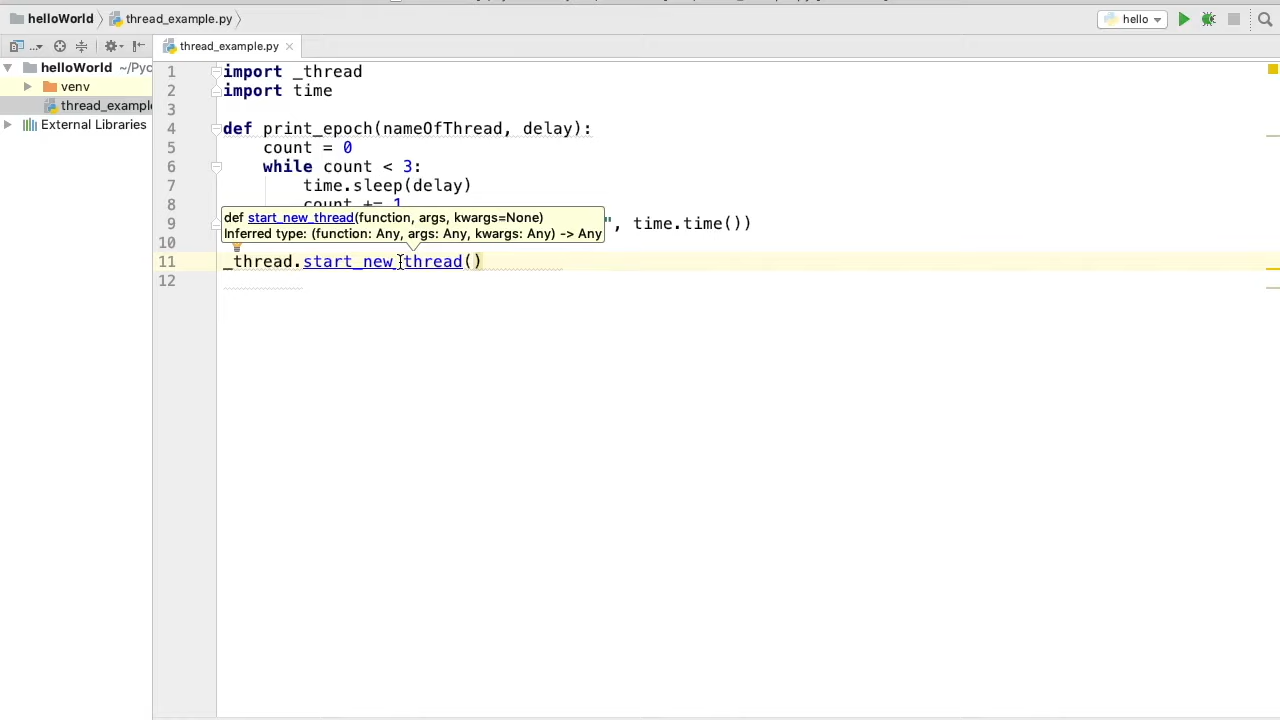 helloWorld thread_example.py hello
thread_example.py
helloWorld ~/Pyc
venv
thread_example
External Libraries
1 import _thread
2 import time
3
4 def print_epoch(nameOfThread, delay):
5 count = 0
6 while count < 3:
7 time.sleep(delay)
8 count += 1
def start_new_thread(function, args, kwargs=None)
9 ", time.time())
Inferred type: (function: Any, args: Any, kwargs: Any) -> Any
10
11 _thread.start_new_thread()
12